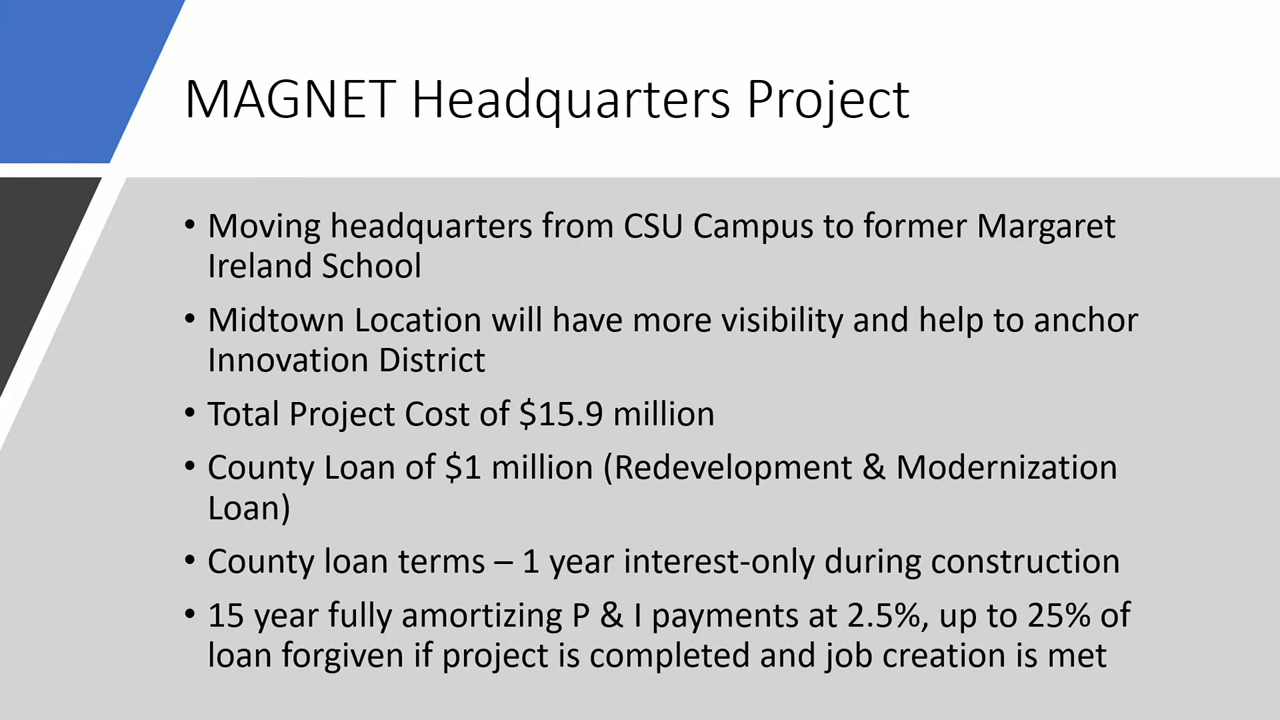 MAGNET Headquarters Project
• Moving headquarters from CSU Campus to former Margaret
Ireland School
• Midtown Location will have more visibility and help to anchor
Innovation District
• Total Project Cost of $15.9 million
• County Loan of $1 million (Redevelopment & Modernization
Loan)
• County loan terms – 1 year interest-only during construction
• 15 year fully amortizing P & I payments at 2.5%, up to 25% of
loan forgiven if project is completed and job creation is met